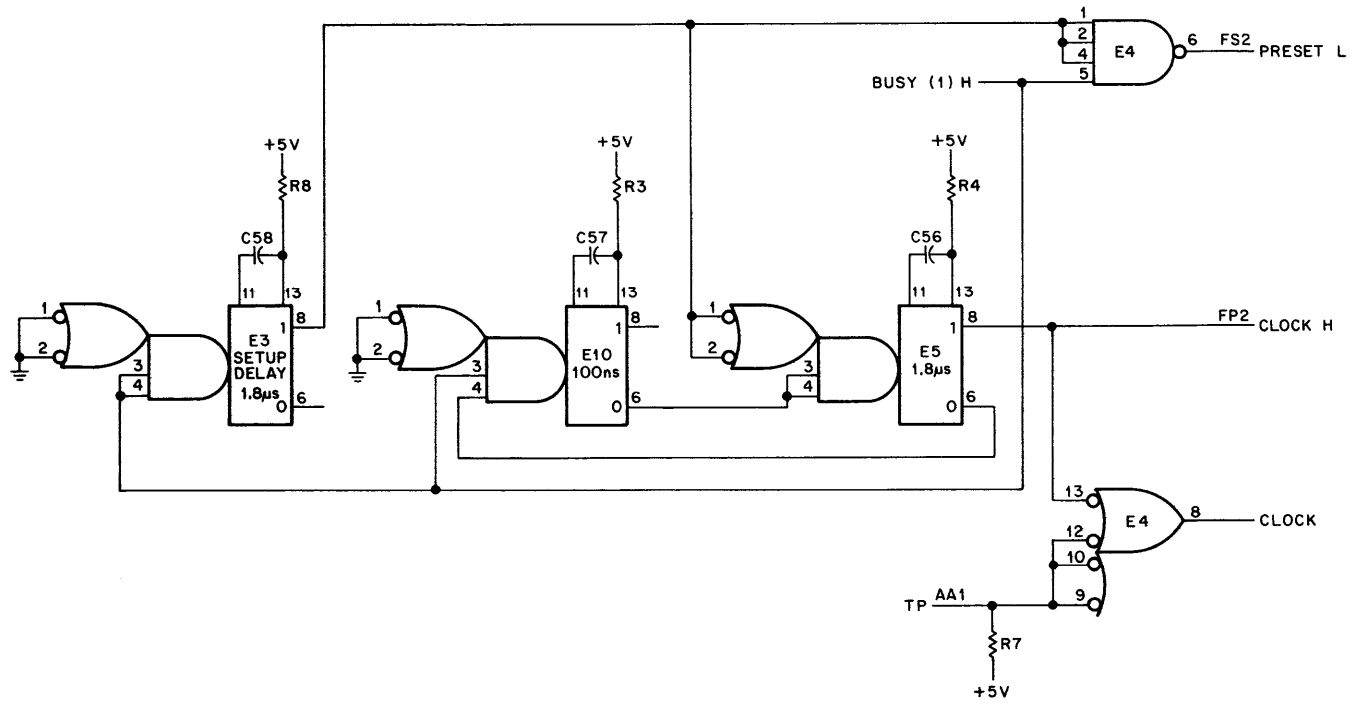 1
2
4
5
E4
6
FS2
PRESET L
BUSY (1) H
+5V
R8
C58
11
13
1
2
3
4
E3
SETUP
DELAY
1.8µs
1
8
0
6
+5V
R3
C57
11
13
1
2
3
4
E10
100ns
1
8
0
6
+5V
R4
C56
11
13
1
2
3
4
E5
1.8µs
1
8
0
6
FP2
CLOCK H
13
12
10
9
E4
8
CLOCK
TP
AA1
R7
+5V